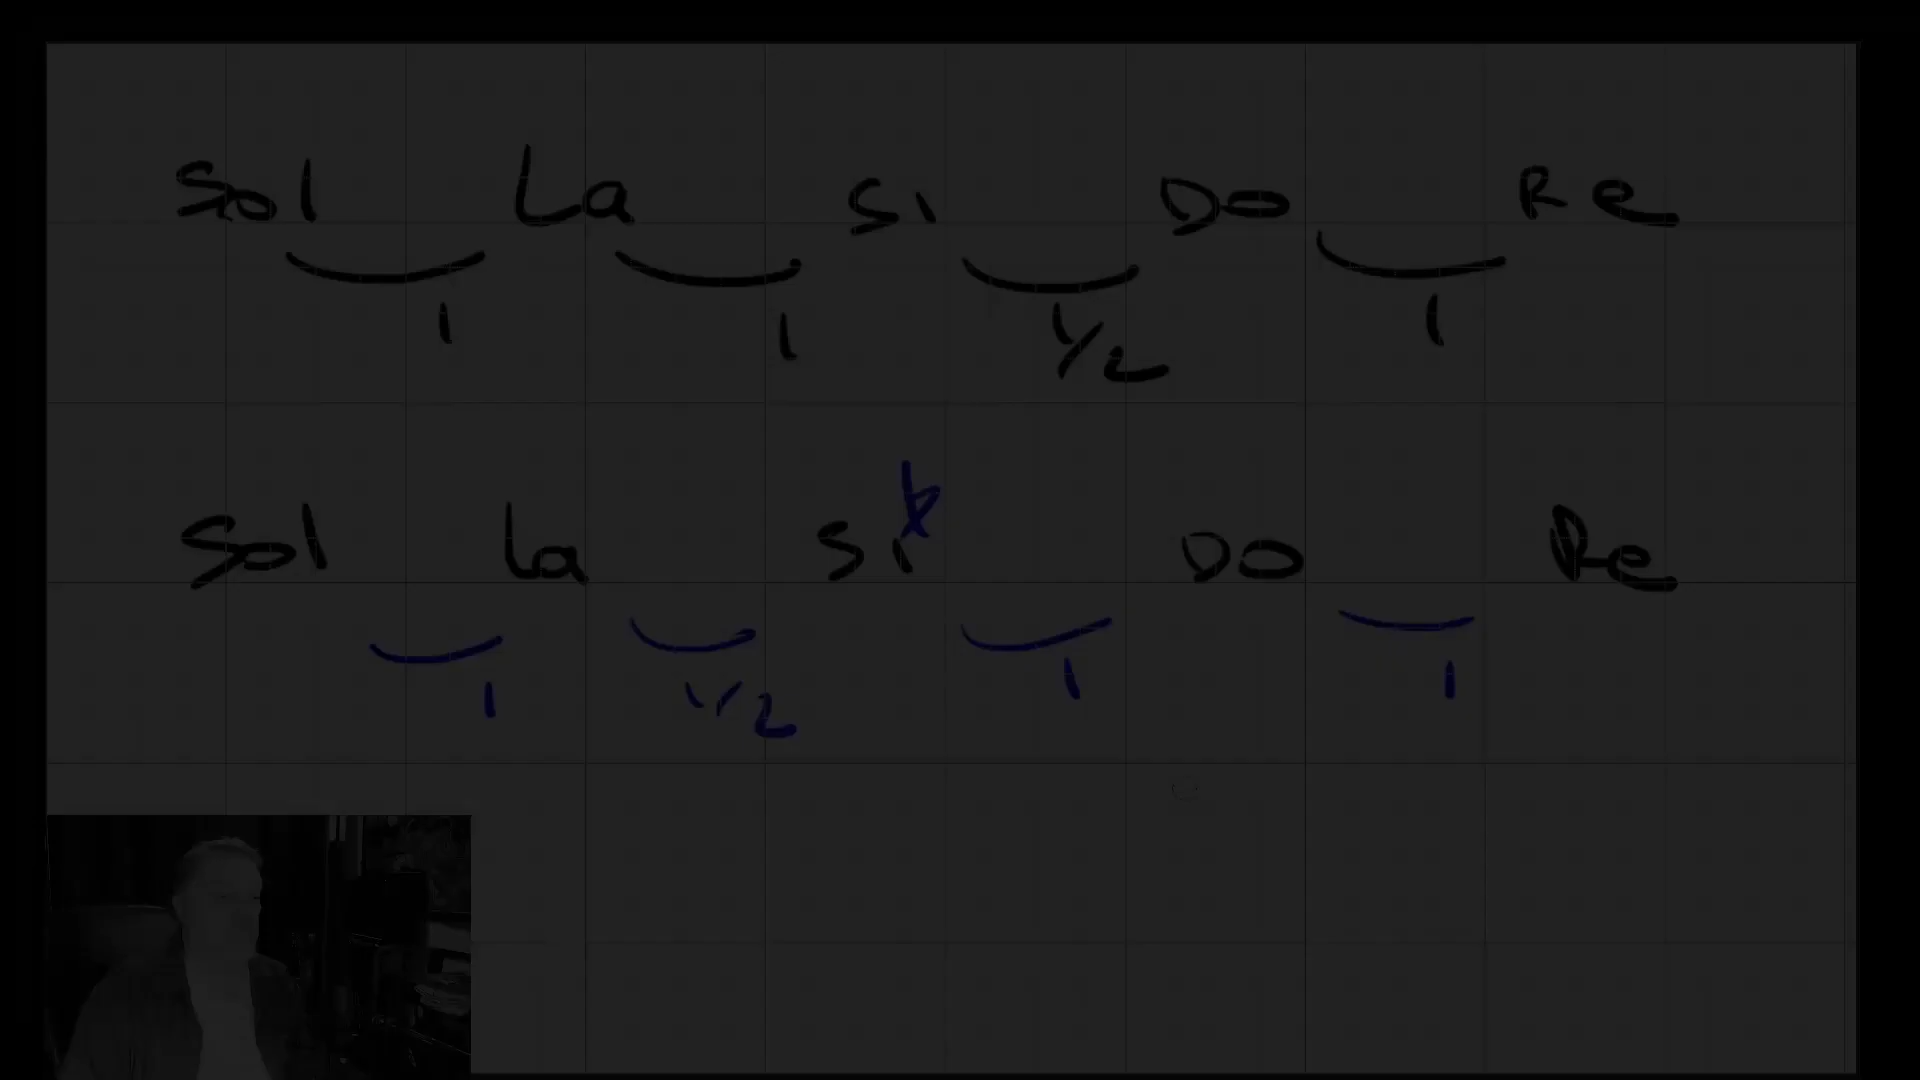 Sol La Si Do Re
1 1 1/2 1
Sol La Si♭ Do Re
1 1/2 1 1